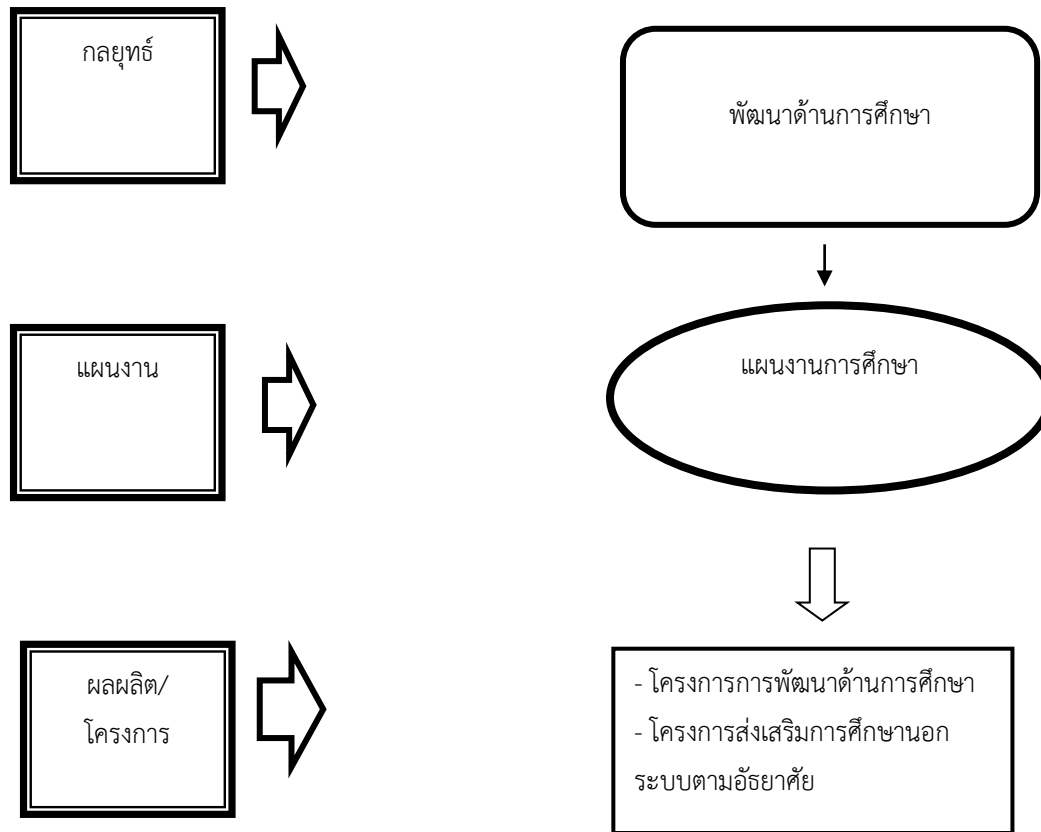 กลยุทธ์
พัฒนาด้านการศึกษา
แผนงาน
แผนงานการศึกษา
ผลผลิต/
โครงการ
- โครงการการพัฒนาด้านการศึกษา
- โครงการส่งเสริมการศึกษานอก
ระบบตามอัธยาศัย